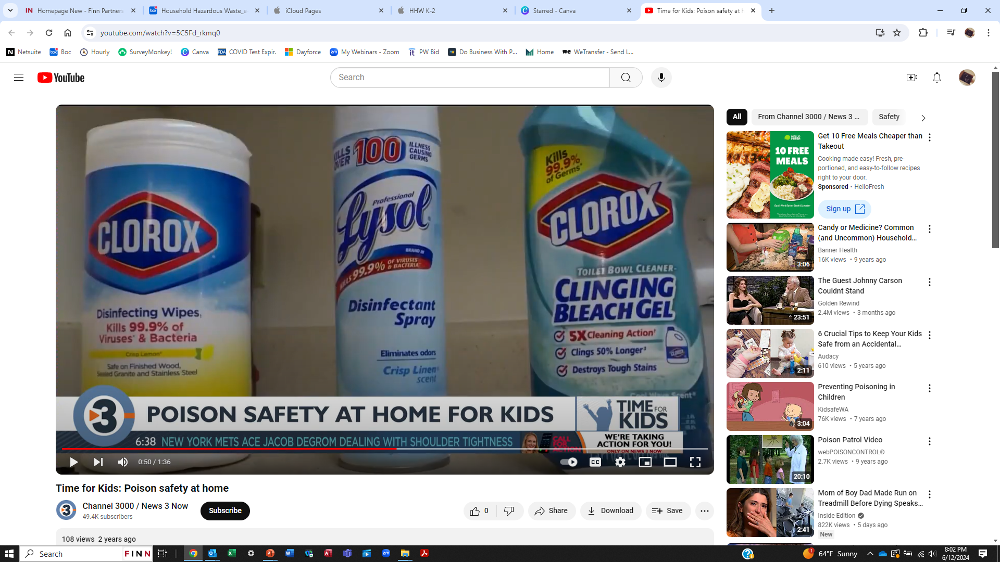 Homepage New - Finn Partners
Household Hazardous Waste_e
iCloud Pages
HHW K-2
Starred - Canva
Time for Kids: Poison safety at h
youtube.com/watch?v=5C5Fd_rkmq0
Netsuite
box Boc
Hourly
SurveyMonkey!
Canva
FDA COVID Test Expir.
Dayforce
zm My Webinars - Zoom
PW Bid
Do Business With P...
Home
we WeTransfer - Send L...
YouTube
Search
CLOROX
Disinfecting Wipes,
Kills 99.9% of
Viruses* & Bacteria
Crisp Lemon
Safe on Finished Wood,
Sealed Granite and Stainless Steel
KILLS OVER 100 ILLNESS CAUSING GERMS
Professional
Lysol
BRAND III
KILLS 99.9% OF VIRUSES & BACTERIA
Disinfectant
Spray
Eliminates odors
Crisp Linen
scent
Kills
99.9%
of Germs*
CLOROX
TOILET BOWL CLEANER
CLINGING
BLEACH GEL
5X Cleaning Action†
Clings 50% Longer‡
Destroys Tough Stains
3 POISON SAFETY AT HOME FOR KIDS
TIME FOR KIDS
6:38 NEW YORK METS ACE JACOB DEGROM DEALING WITH SHOULDER TIGHTNESS
CALL FOR ACTION
WE'RE TAKING
ACTION FOR YOU!
ONLY ON NEWS 3 NOW
0:50 / 1:36
CC
Time for Kids: Poison safety at home
Channel 3000 / News 3 Now
49.4K subscribers
Subscribe
0
Share
Download
Save
108 views 2 years ago
All
From Channel 3000 / News 3 ...
Safety
HELLO FRESH
10 FREE
MEALS
Get 10 Free Meals Cheaper than
Takeout
Cooking made easy! Fresh, pre-
portioned, and easy-to-follow recipes
right to your door.
Sponsored · HelloFresh
Sign up
3:06
Candy or Medicine? Common
(and Uncommon) Household...
Banner Health
16K views • 9 years ago
23:51
The Guest Johnny Carson
Couldnt Stand
Golden Rewind
2.4M views • 3 months ago
2:11
6 Crucial Tips to Keep Your Kids
Safe from an Accidental...
Audacy
610 views • 5 years ago
3:04
Preventing Poisoning in
Children
KidsafeWA
76K views • 7 years ago
20:10
Poison Patrol Video
webPOISONCONTROL®
2.7K views • 9 years ago
2:41
Mom of Boy Dad Made Run on
Treadmill Before Dying Speaks...
Inside Edition
822K views • 5 days ago
New
Search
FINN
64°F Sunny
8:02 PM
6/12/2024